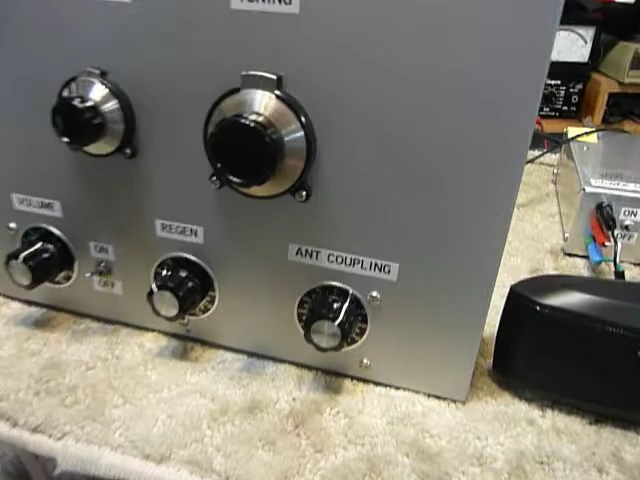 TUNING
VOLUME
ON
OFF
REGEN
ANT COUPLING
ON
OFF